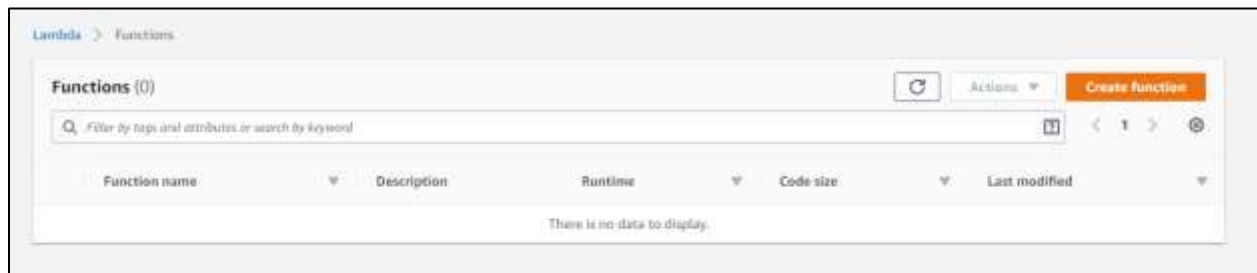 Lambda > Functions
Functions (0) Actions Create function
Filter by tags and attributes or search by keyword ? < 1 >
Function name Description Runtime Code size Last modified
There is no data to display.